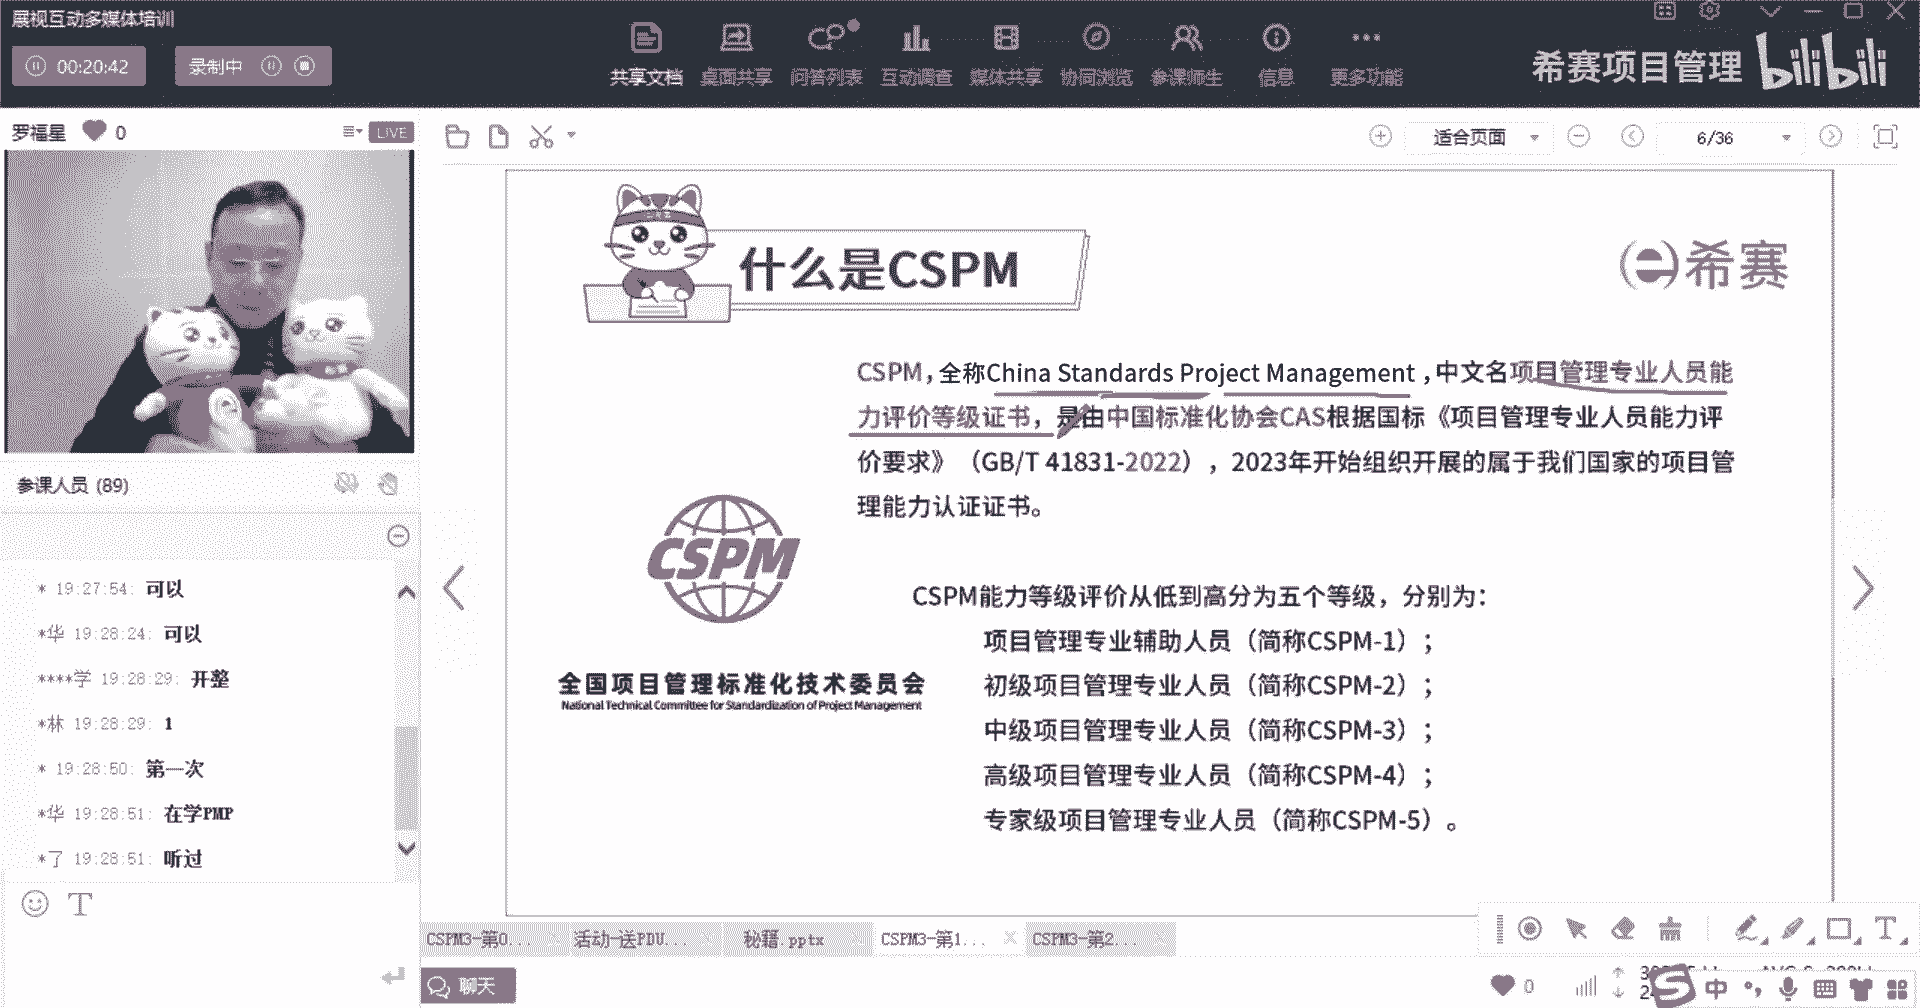 展视互动多媒体培训
00:20:42
录制中
共享文档 桌面共享 问答列表 互动调查 媒体共享 协同浏览 参课师生 信息 更多功能
希赛项目管理 bilibili
罗福星 0 LIVE
适合页面
6/36
什么是CSPM
希赛
CSPM，全称China Standards Project Management，中文名项目管理专业人员能
力评价等级证书，是由中国标准化协会CAS根据国标《项目管理专业人员能力评
价要求》（GB/T 41831-2022），2023年开始组织开展的属于我们国家的项目管
理能力认证证书。
CSPM
全国项目管理标准化技术委员会
National Technical Committee for Standardization of Project Management
CSPM能力等级评价从低到高分为五个等级，分别为：
项目管理专业辅助人员（简称CSPM-1）；
初级项目管理专业人员（简称CSPM-2）；
中级项目管理专业人员（简称CSPM-3）；
高级项目管理专业人员（简称CSPM-4）；
专家级项目管理专业人员（简称CSPM-5）。
参课人员 (89)
* 19:27:54: 可以
*华 19:28:24: 可以
****学 19:28:29: 开整
*林 19:28:29: 1
* 19:28:50: 第一次
*华 19:28:51: 在学PMP
*了 19:28:51: 听过
CSPM3-第0... 活动-送PDU... 秘籍.pptx CSPM3-第1... CSPM3-第2...
聊天
0
中